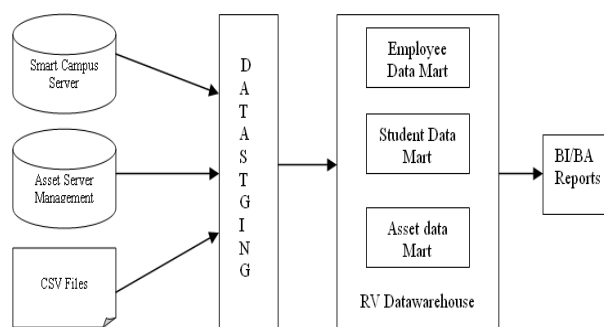 Smart Campus
Server
Asset Server
Management
CSV Files
D
A
T
A
S
T
G
I
N
G
Employee
Data Mart
Student Data
Mart
Asset data
Mart
RV Datawarehouse
BI/BA
Reports